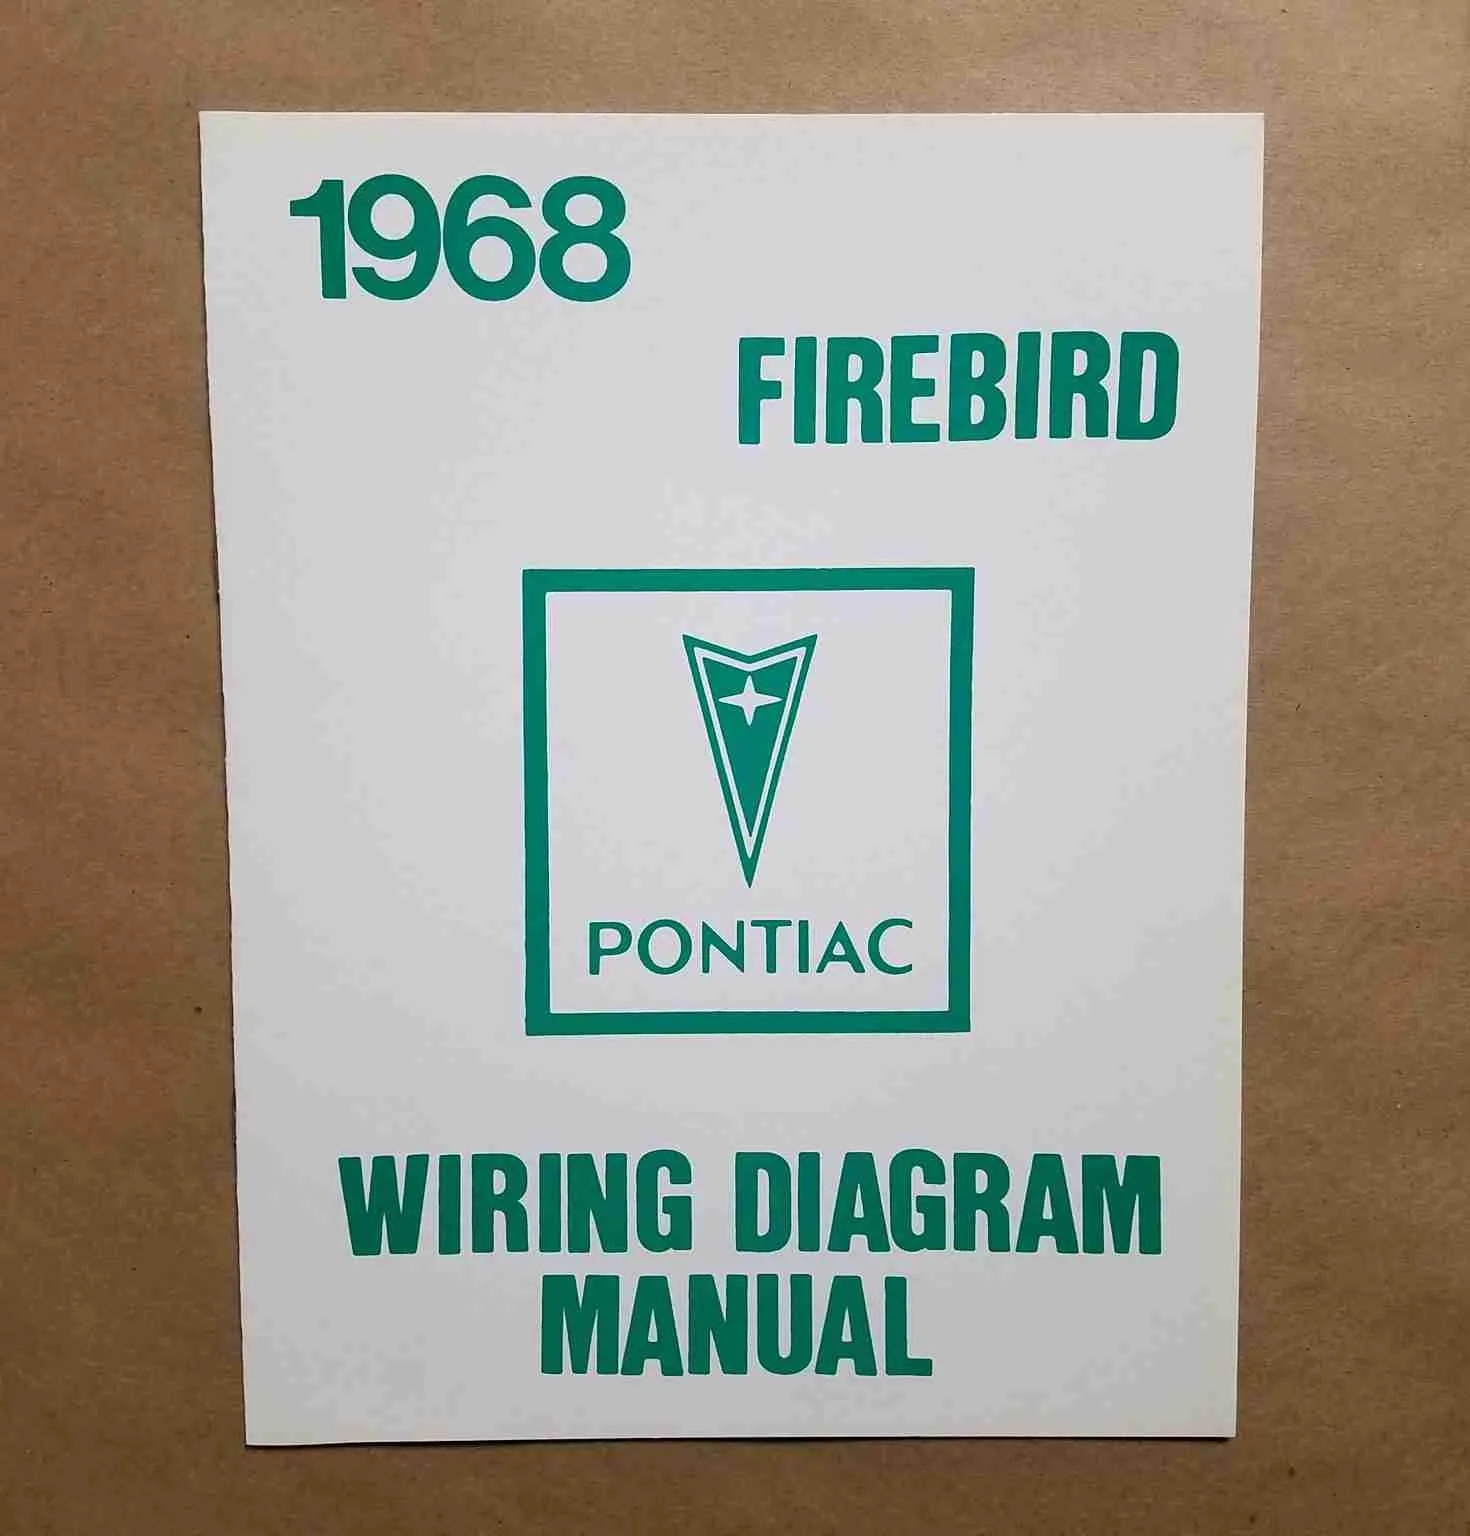 1968
FIREBIRD
PONTIAC
WIRING DIAGRAM
MANUAL